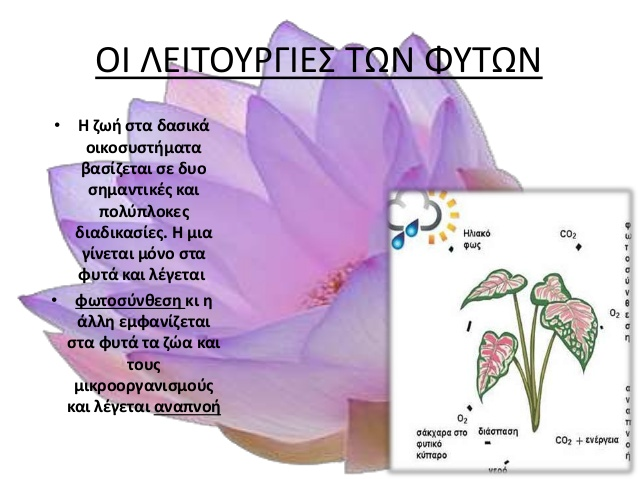 ΟΙ ΛΕΙΤΟΥΡΓΙΕΣ ΤΩΝ ΦΥΤΩΝ
• Η ζωή στα δασικά
οικοσυστήματα
βασίζεται σε δυο
σημαντικές και
πολύπλοκες
διαδικασίες. Η μια
γίνεται μόνο στα
φυτά και λέγεται
• φωτοσύνθεση κι η
άλλη εμφανίζεται
στα φυτά τα ζώα και
τους
μικροοργανισμούς
και λέγεται αναπνοή
Ηλιακό
φως
CO₂
φωτοσύνθεση
O₂
αναπνοή
O₂
σάκχαρα στο
φυτικό
κύπαρο
διάσπαση
CO₂ + ενέργεια
νερό